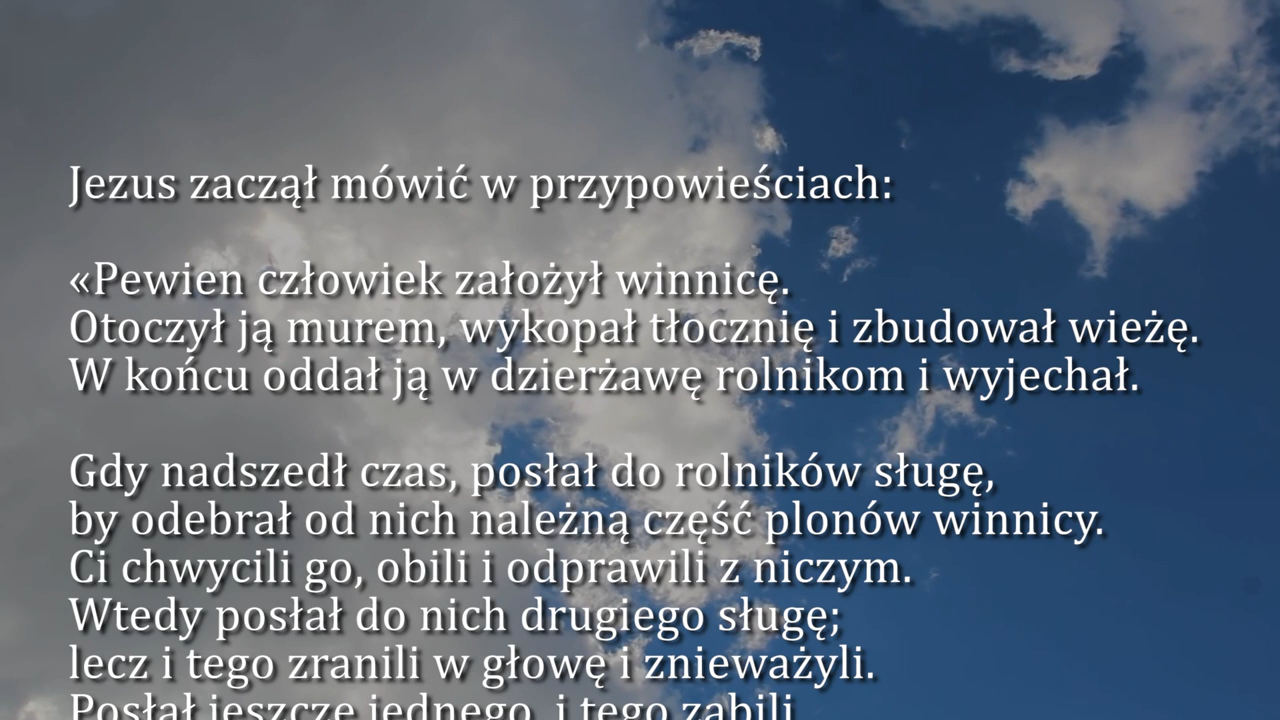 Jezus zaczął mówić w przypowieściach:
«Pewien człowiek założył winnicę.
Otoczył ją murem, wykopał tłocznię i zbudował wieżę.
W końcu oddał ją w dzierżawę rolnikom i wyjechał.
Gdy nadszedł czas, posłał do rolników sługę,
by odebrał od nich należną część plonów winnicy.
Ci chwycili go, obili i odprawili z niczym.
Wtedy posłał do nich drugiego sługę;
lecz i tego zranili w głowę i znieważyli.
Posłał jeszcze jednego, i tego zabili